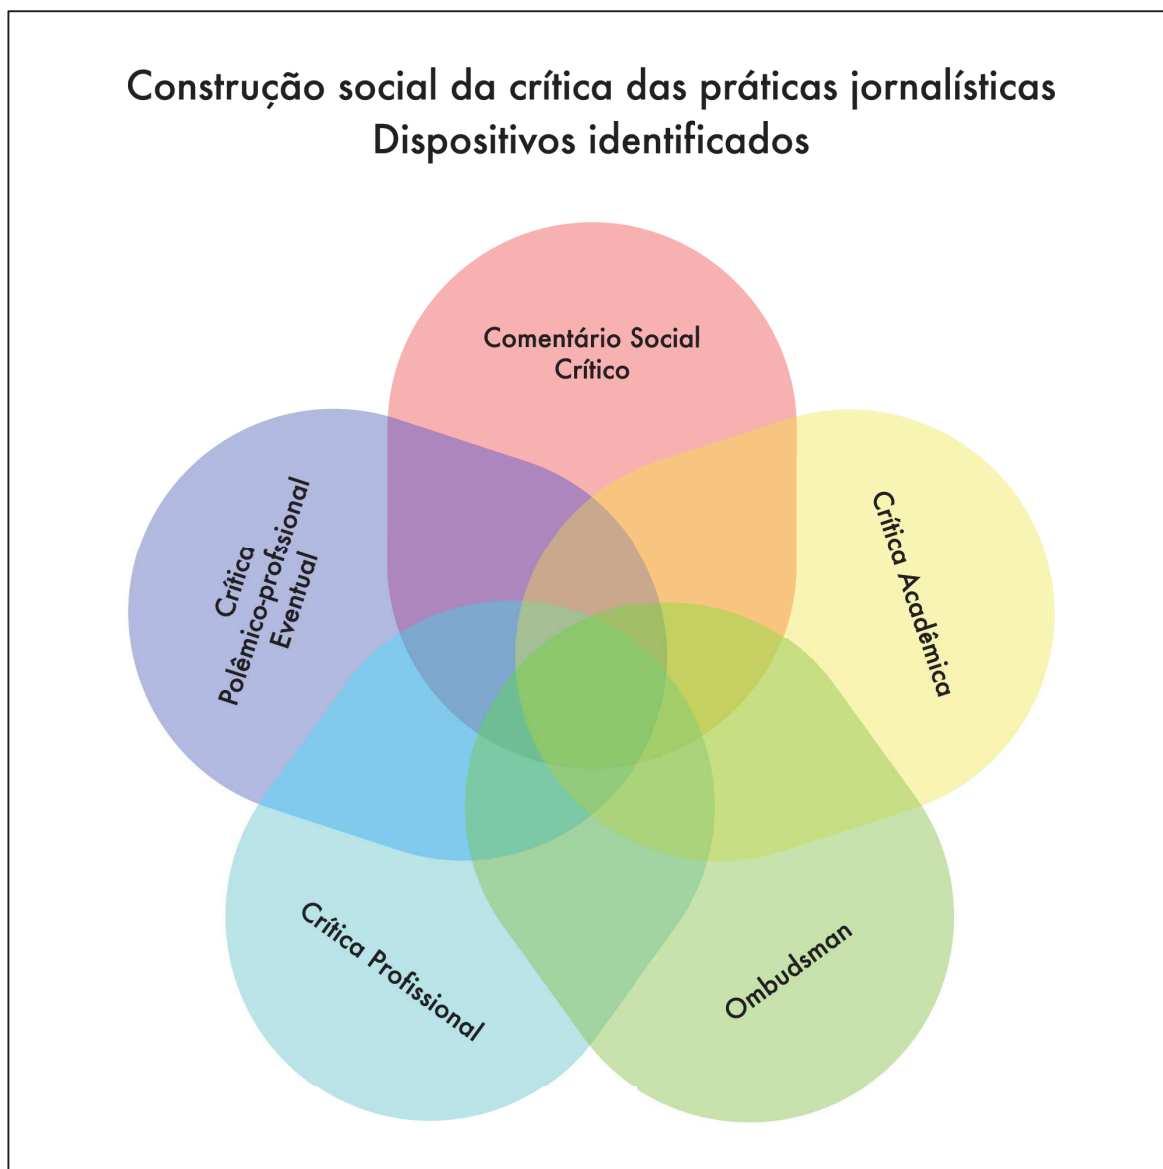 Construção social da crítica das práticas jornalísticas
Dispositivos identificados
Comentário Social
Crítico
Crítica
Polêmico-profissional
Eventual
Crítica Acadêmica
Crítica Profissional
Ombudsman